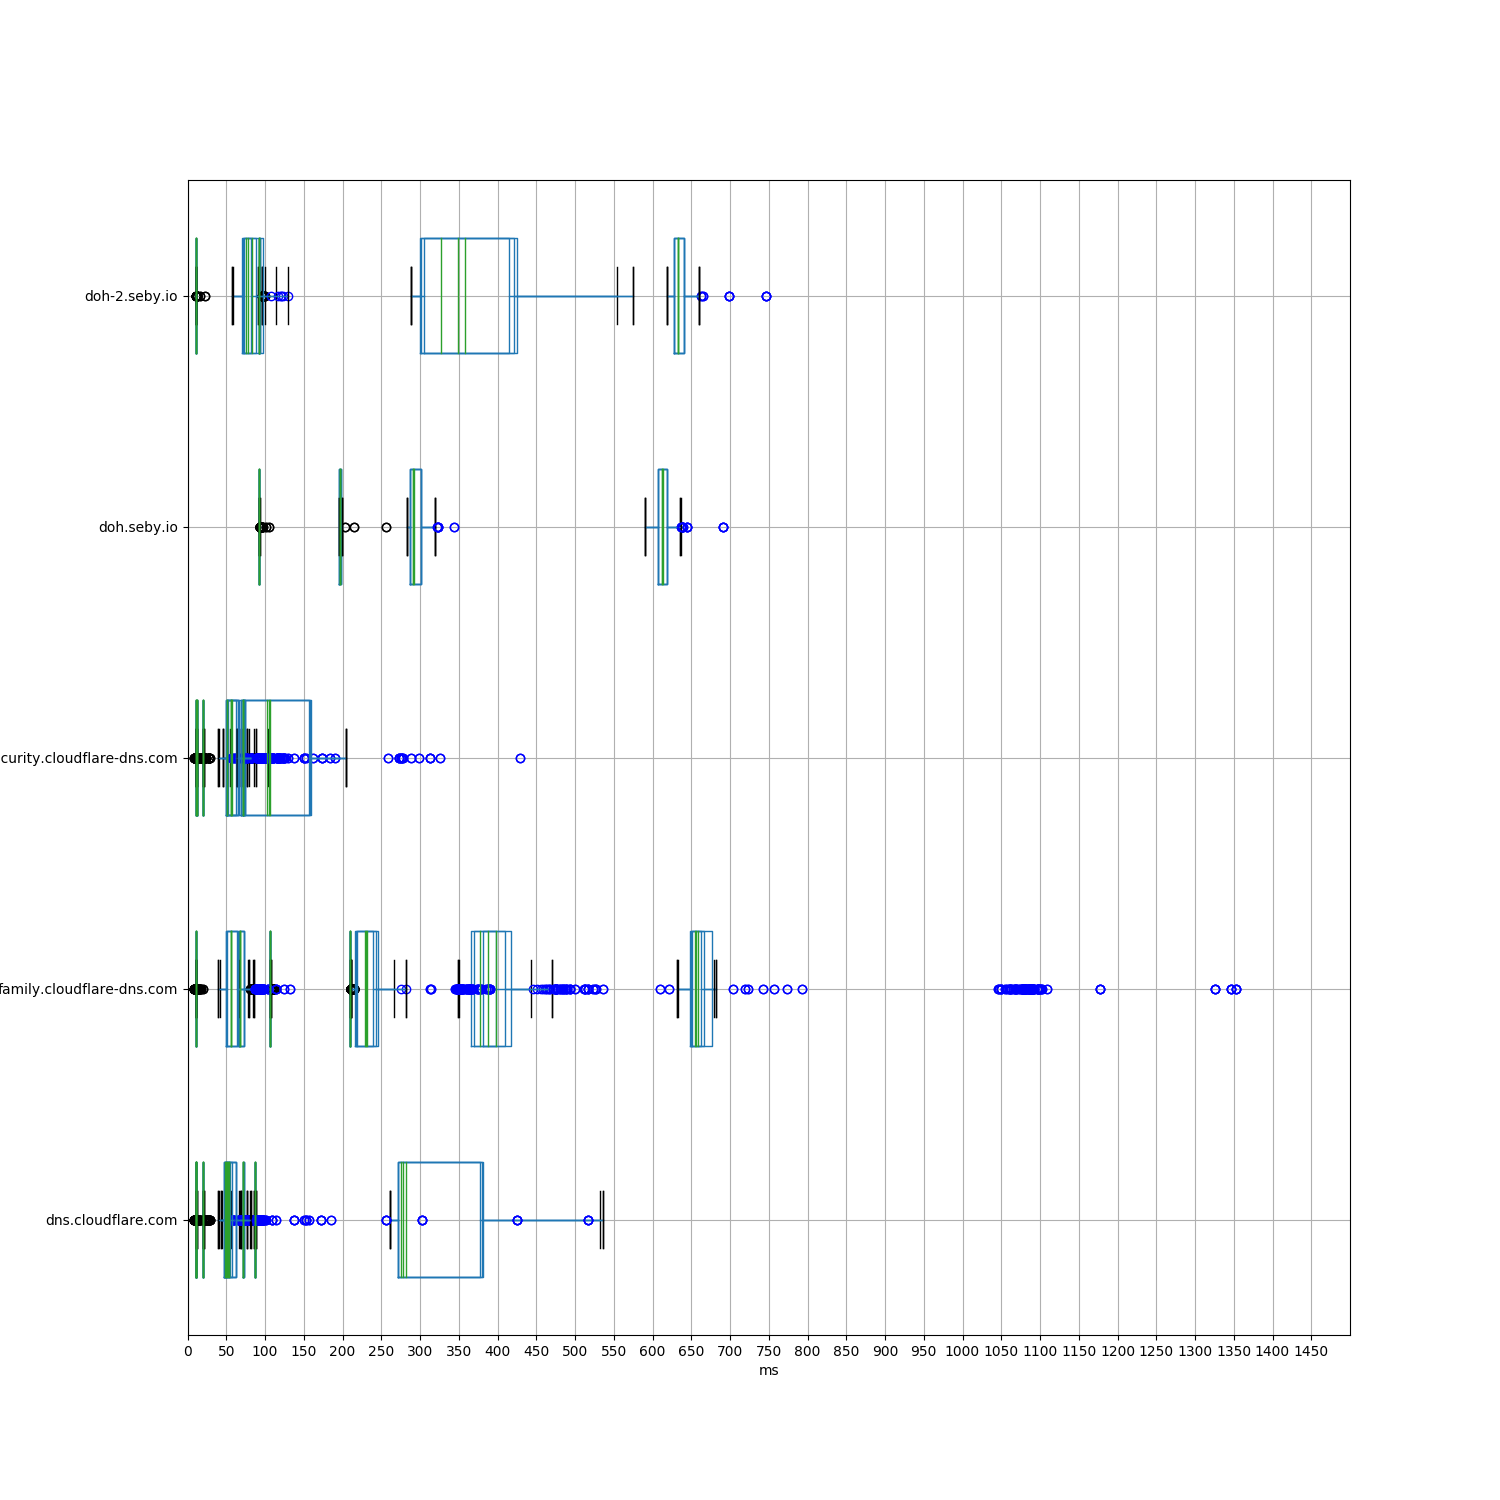 doh-2.seby.io
doh.seby.io
curity.cloudflare-dns.com
family.cloudflare-dns.com
dns.cloudflare.com
0 50 100 150 200 250 300 350 400 450 500 550 600 650 700 750 800 850 900 950 1000 1050 1100 1150 1200 1250 1300 1350 1400 1450
ms